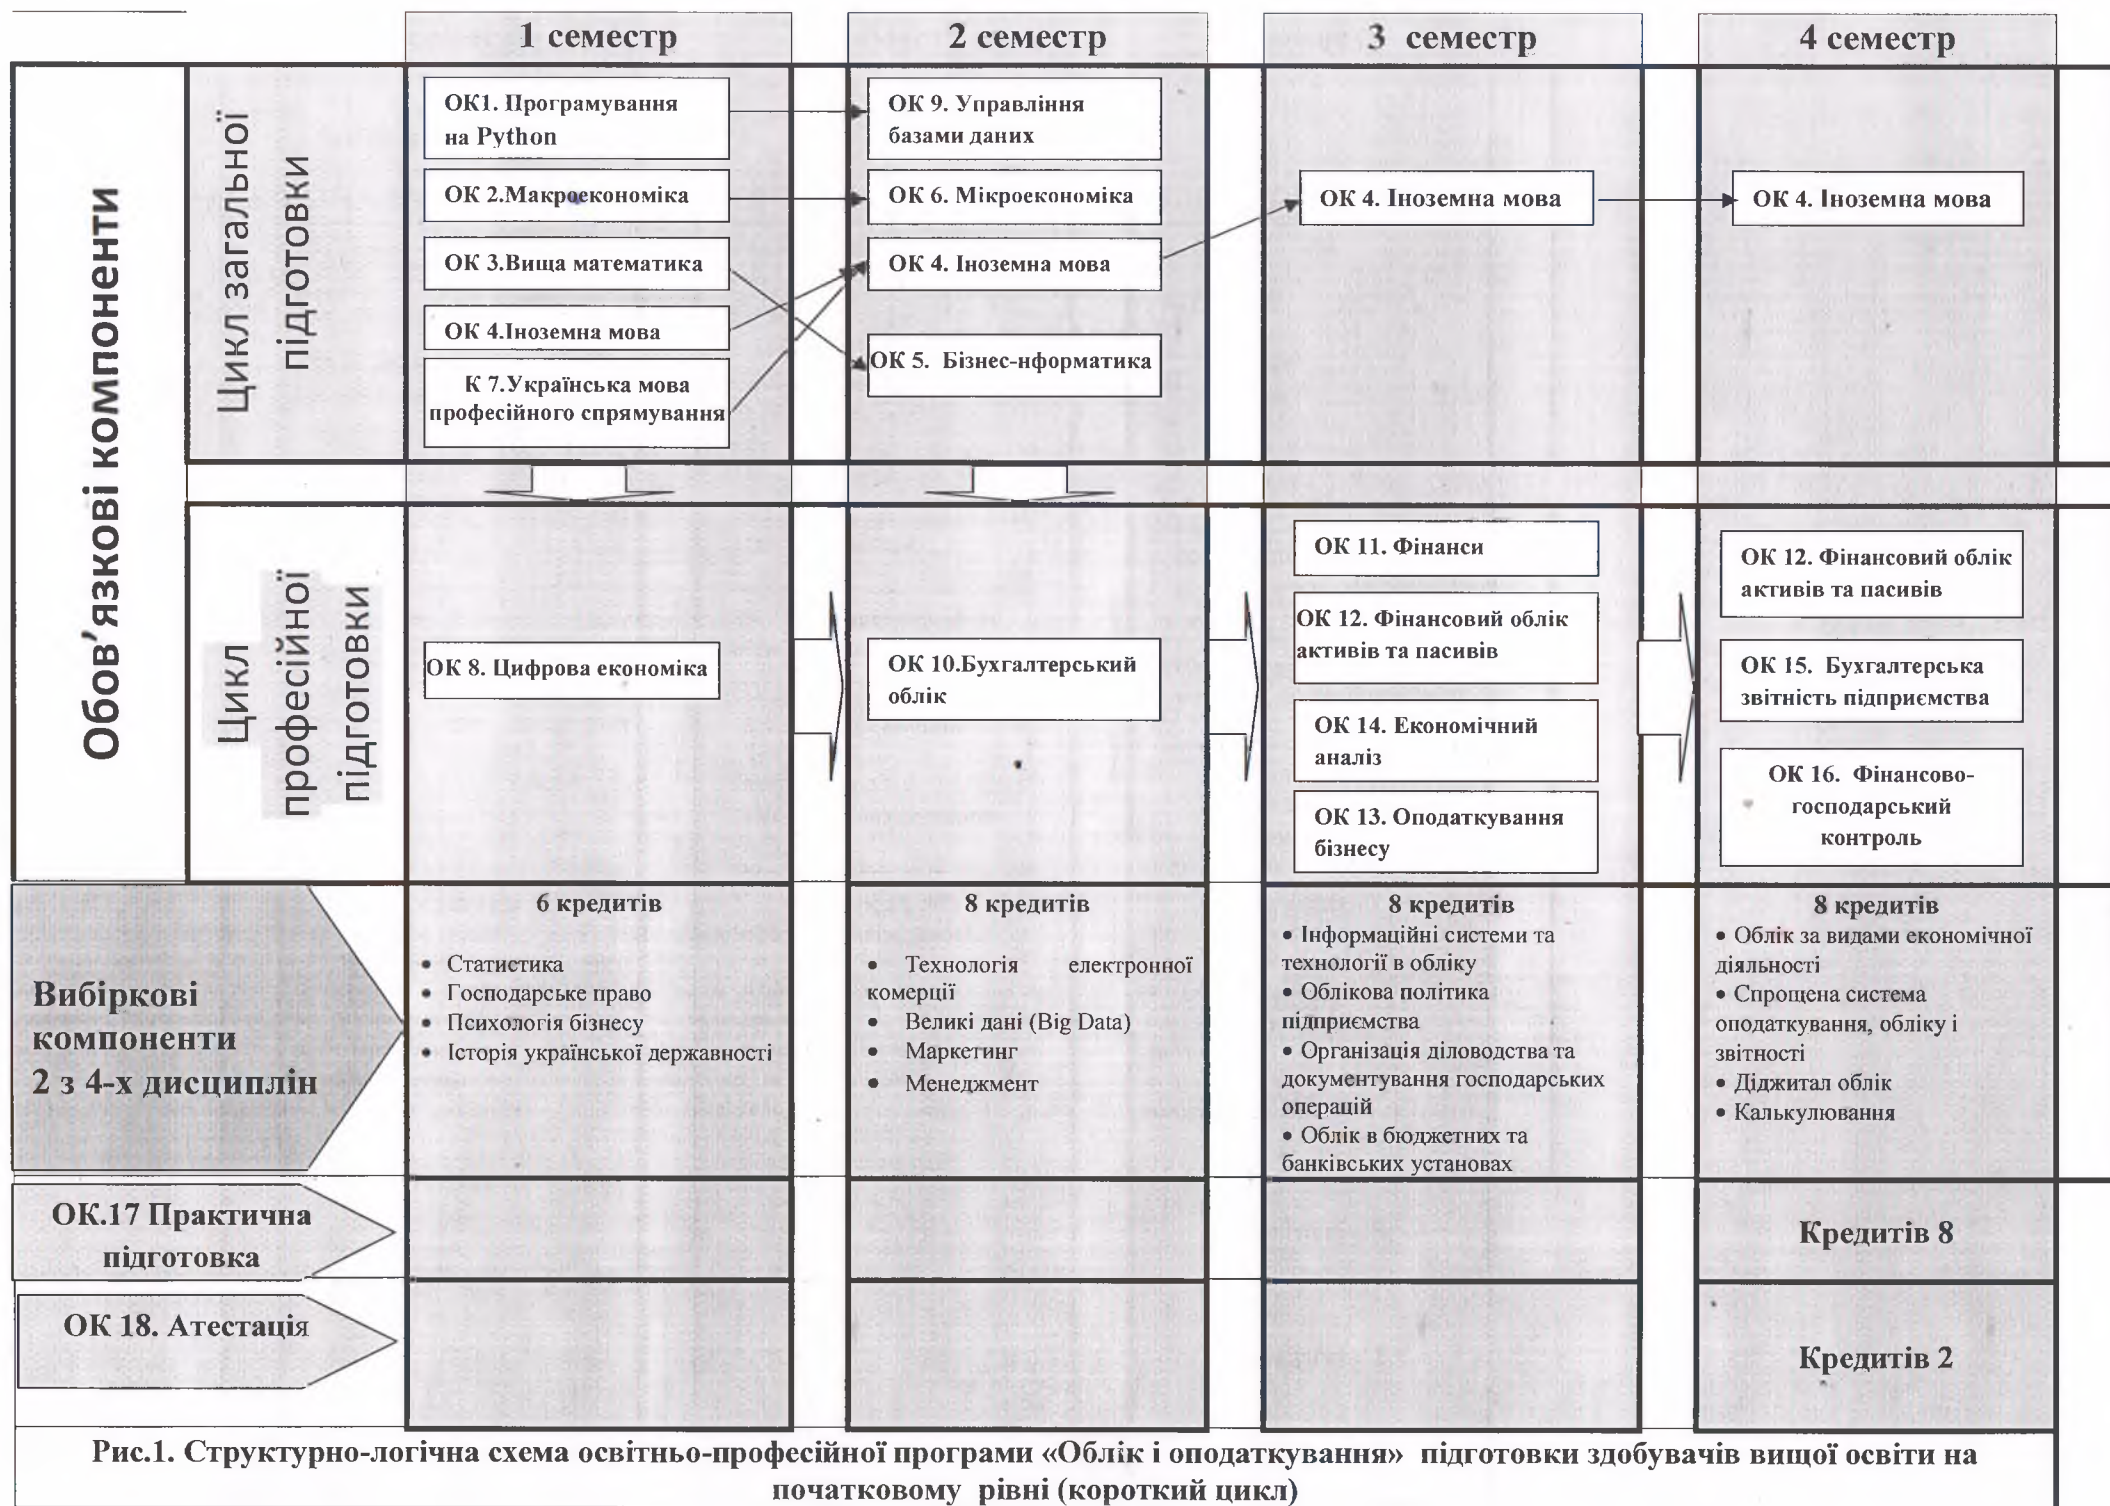 1 семестр
2 семестр
3 семестр
4 семестр
Обов’язкові компоненти
Цикл загальної
підготовки
ОК1. Програмування
на Python
ОК 2.Макроекономіка
ОК 3.Вища математика
ОК 4.Іноземна мова
К 7.Українська мова
професійного спрямування
ОК 9. Управління
базами даних
ОК 6. Мікроекономіка
ОК 4. Іноземна мова
ОК 5. Бізнес-нформатика
ОК 4. Іноземна мова
ОК 4. Іноземна мова
Цикл
професійної
підготовки
ОК 8. Цифрова економіка
ОК 10.Бухгалтерський
облік
ОК 11. Фінанси
ОК 12. Фінансовий облік
активів та пасивів
ОК 14. Економічний
аналіз
ОК 13. Оподаткування
бізнесу
ОК 12. Фінансовий облік
активів та пасивів
ОК 15. Бухгалтерська
звітність підприємства
ОК 16. Фінансово-
господарський
контроль
Вибіркові
компоненти
2 з 4-х дисциплін
6 кредитів
• Статистика
• Господарське право
• Психологія бізнесу
• Історія української державності
8 кредитів
• Технологія електронної
комерції
• Великі дані (Big Data)
• Маркетинг
• Менеджмент
8 кредитів
• Інформаційні системи та
технології в обліку
• Облікова політика
підприємства
• Організація діловодства та
документування господарських
операцій
• Облік в бюджетних та
банківських установах
8 кредитів
• Облік за видами економічної
діяльності
• Спрощена система
оподаткування, обліку і
звітності
• Діджитал облік
• Калькулювання
ОК.17 Практична
підготовка
Кредитів 8
ОК 18. Атестація
Кредитів 2
Рис.1. Структурно-логічна схема освітньо-професійної програми «Облік і оподаткування» підготовки здобувачів вищої освіти на
початковому рівні (короткий цикл)